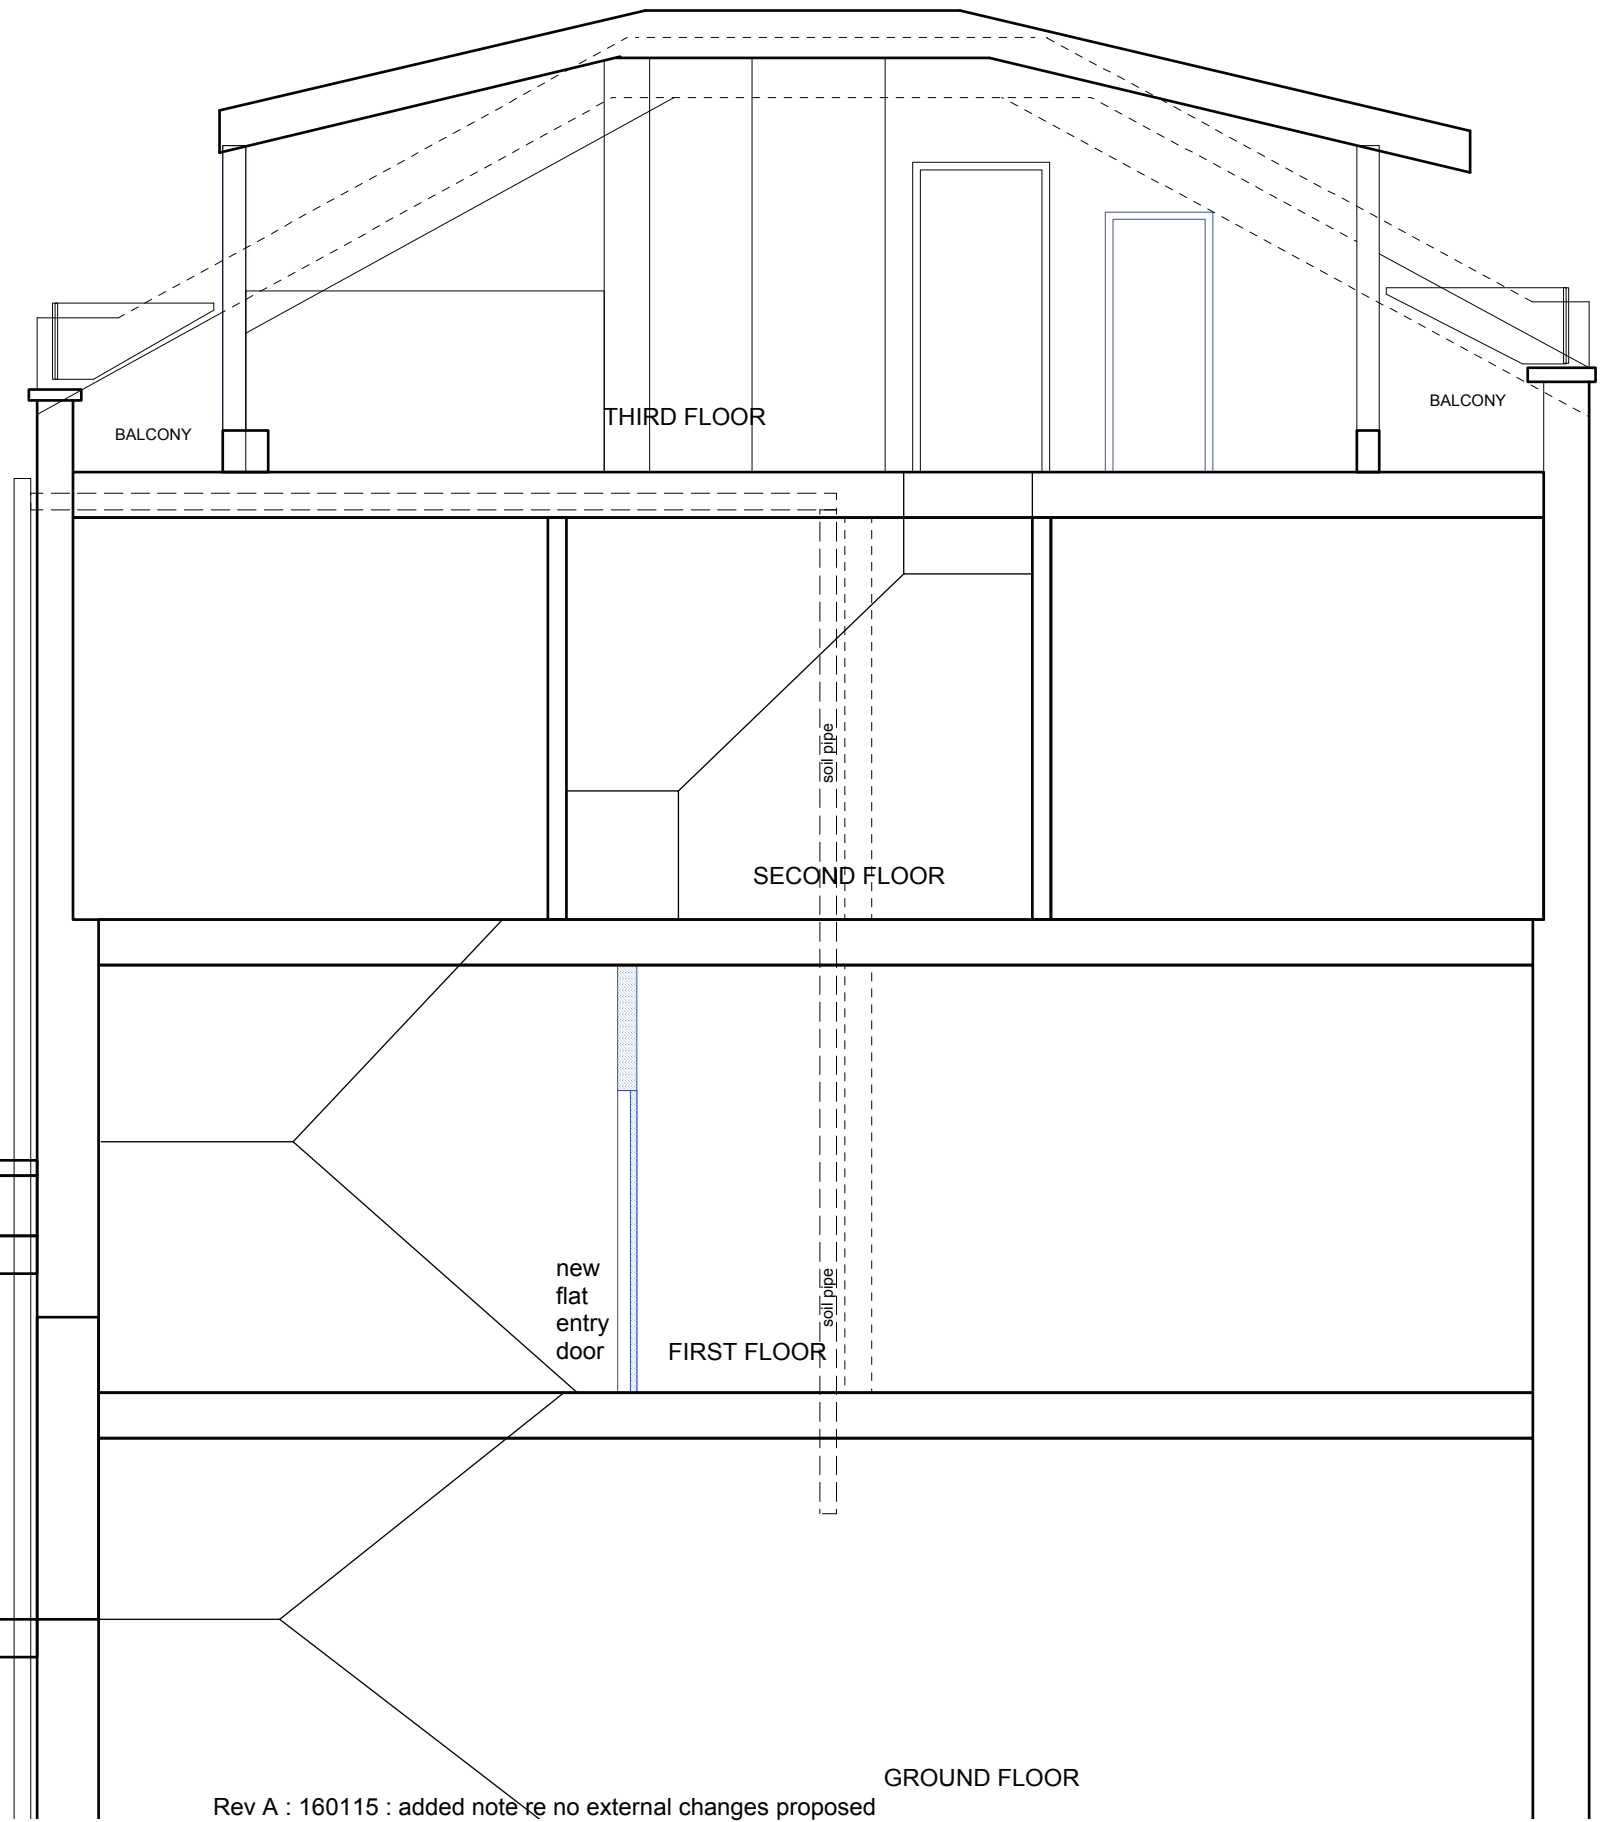 THIRD FLOOR
BALCONY
BALCONY
soil pipe
SECOND FLOOR
new
flat
entry
door
soil pipe
FIRST FLOOR
GROUND FLOOR
Rev A : 160115 : added note re no external changes proposed